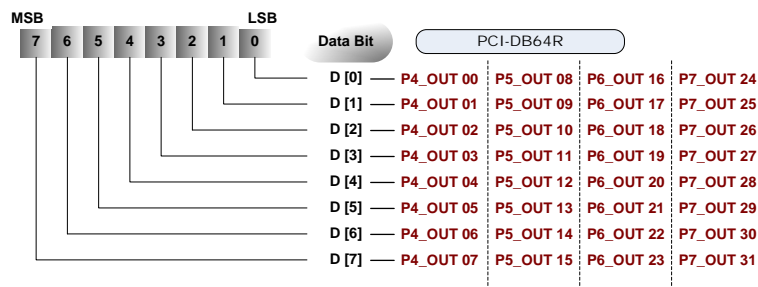 MSB LSB
7 6 5 4 3 2 1 0 Data Bit PCI-DB64R
D [0] P4_OUT 00 P5_OUT 08 P6_OUT 16 P7_OUT 24
D [1] P4_OUT 01 P5_OUT 09 P6_OUT 17 P7_OUT 25
D [2] P4_OUT 02 P5_OUT 10 P6_OUT 18 P7_OUT 26
D [3] P4_OUT 03 P5_OUT 11 P6_OUT 19 P7_OUT 27
D [4] P4_OUT 04 P5_OUT 12 P6_OUT 20 P7_OUT 28
D [5] P4_OUT 05 P5_OUT 13 P6_OUT 21 P7_OUT 29
D [6] P4_OUT 06 P5_OUT 14 P6_OUT 22 P7_OUT 30
D [7] P4_OUT 07 P5_OUT 15 P6_OUT 23 P7_OUT 31